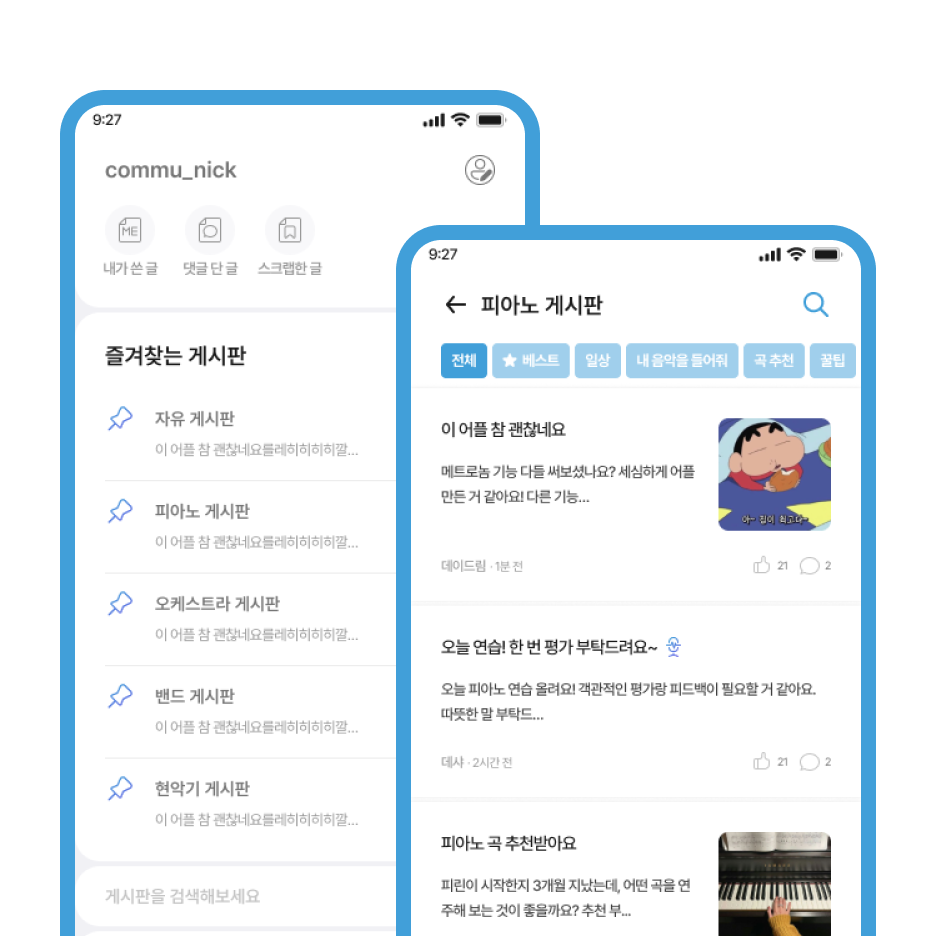 9:27
commu_nick
ME
내가 쓴 글
댓글 단 글
스크랩한 글
즐겨찾는 게시판
자유 게시판
이 어플 참 괜찮네요를레히히히히깔...
피아노 게시판
이 어플 참 괜찮네요를레히히히히깔...
오케스트라 게시판
이 어플 참 괜찮네요를레히히히히깔...
밴드 게시판
이 어플 참 괜찮네요를레히히히히깔...
현악기 게시판
이 어플 참 괜찮네요를레히히히히깔...
게시판을 검색해보세요
9:27
피아노 게시판
전체
베스트
일상
내 음악을 들어줘
곡 추천
꿀팁
이 어플 참 괜찮네요
메트로놈 기능 다들 써보셨나요? 세심하게 어플
만든 거 같아요! 다른 기능...
아~ 집이 최고다~
데이드림 · 1분 전
21
2
오늘 연습! 한 번 평가 부탁드려요~
오늘 피아노 연습 올려요! 객관적인 평가랑 피드백이 필요할 거 같아요.
따뜻한 말 부탁드...
데샤 · 2시간 전
21
2
피아노 곡 추천받아요
피린이 시작한지 3개월 지났는데, 어떤 곡을 연
주해 보는 것이 좋을까요? 추천 부...